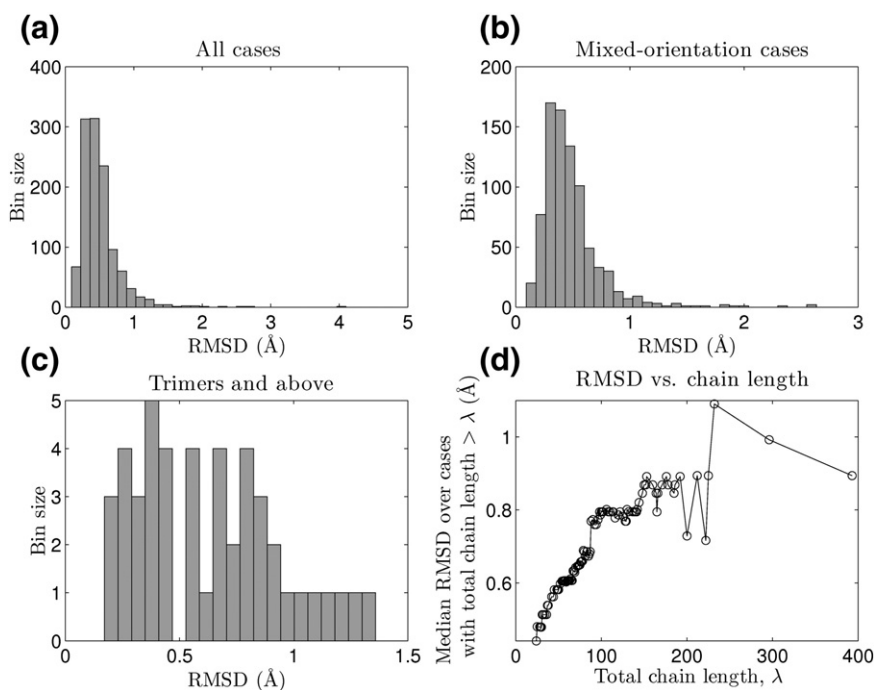 (a)
All cases
400
300
200
100
0
Bin size
0 1 2 3 4 5
RMSD (Å)
(b)
Mixed-orientation cases
200
150
100
50
0
Bin size
0 1 2 3
RMSD (Å)
(c)
Trimers and above
5
4
3
2
1
0
Bin size
0 0.5 1 1.5
RMSD (Å)
(d)
RMSD vs. chain length
Median RMSD over cases
with total chain length > λ (Å)
1
0.8
0.6
0 100 200 300 400
Total chain length, λ